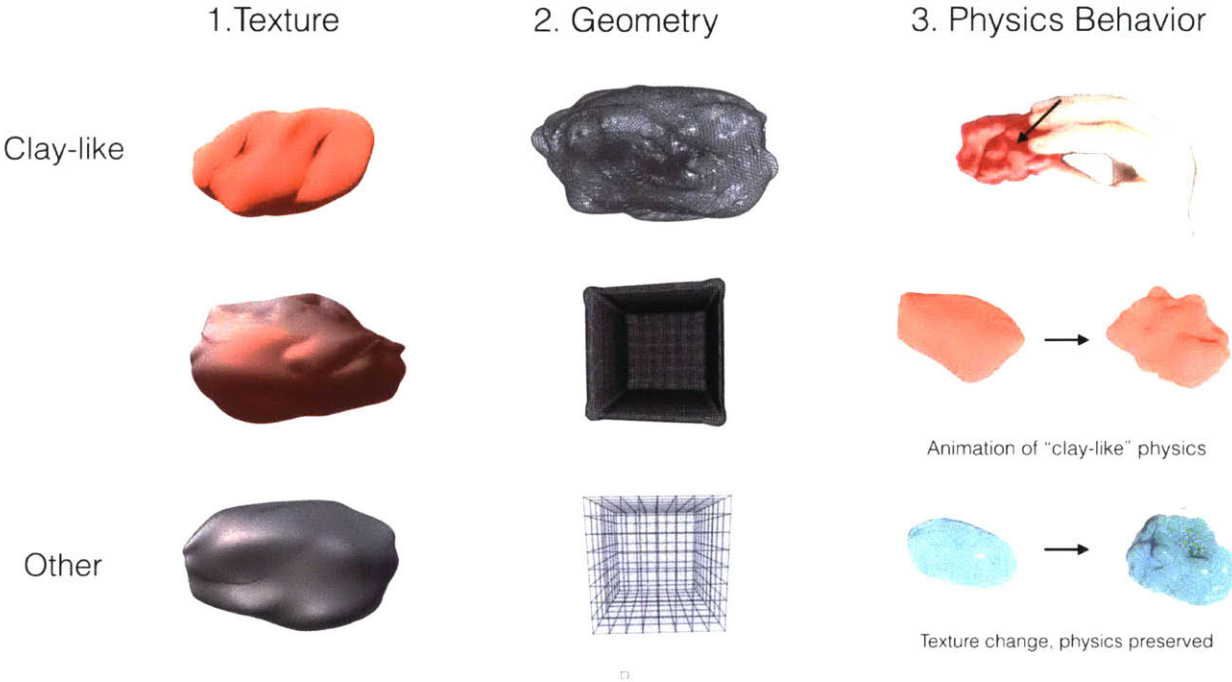 1.Texture
2. Geometry
3. Physics Behavior
Clay-like
Animation of "clay-like" physics
Other
Texture change, physics preserved